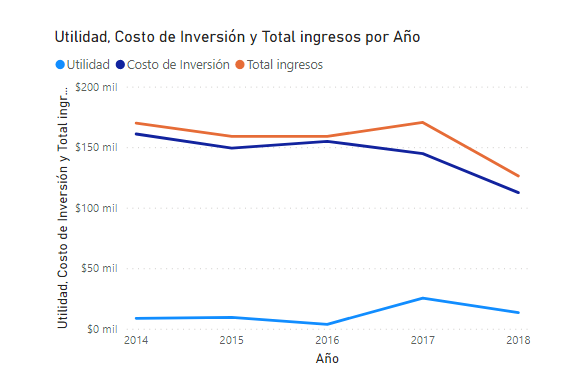 Utilidad, Costo de Inversión y Total ingresos por Año
Utilidad Costo de Inversión Total ingresos
Utilidad, Costo de Inversión y Total ingr...
$200 mil
$150 mil
$100 mil
$50 mil
$0 mil
2014 2015 2016 2017 2018
Año